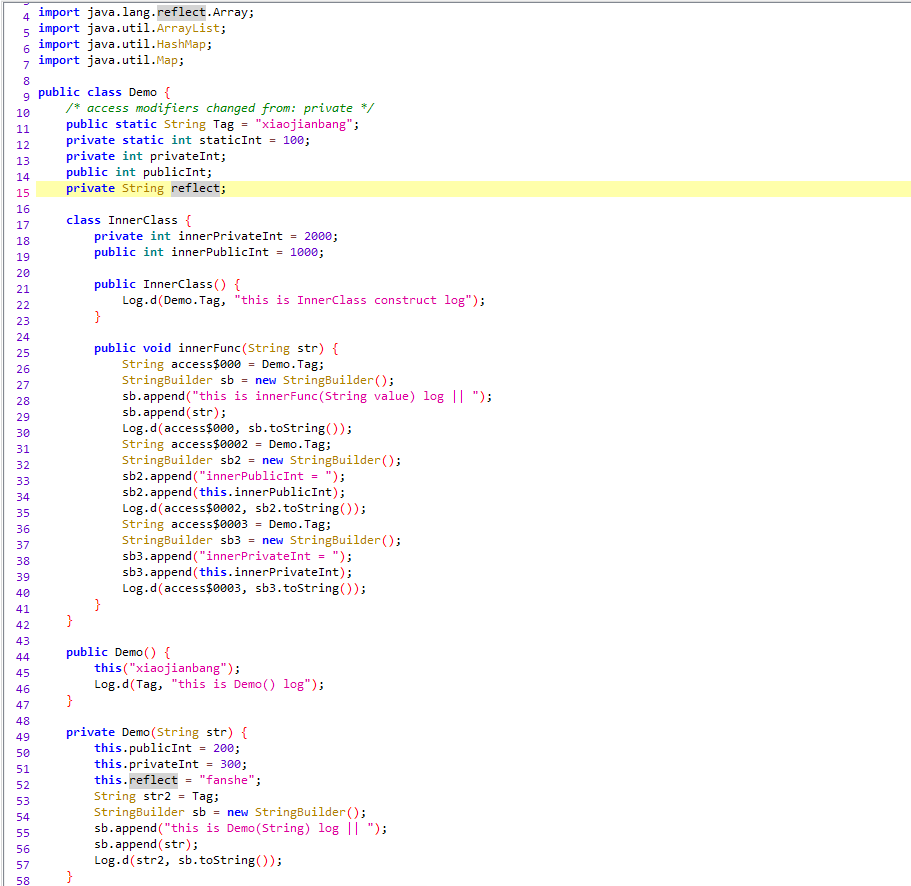 3
4 import java.lang.reflect.Array;
5 import java.util.ArrayList;
6 import java.util.HashMap;
7 import java.util.Map;
8
9 public class Demo {
10     /* access modifiers changed from: private */
11     public static String Tag = "xiaojianbang";
12     private static int staticInt = 100;
13     private int privateInt;
14     public int publicInt;
15     private String reflect;
16
17     class InnerClass {
18         private int innerPrivateInt = 2000;
19         public int innerPublicInt = 1000;
20
21         public InnerClass() {
22             Log.d(Demo.Tag, "this is InnerClass construct log");
23         }
24
25         public void innerFunc(String str) {
26             String access$000 = Demo.Tag;
27             StringBuilder sb = new StringBuilder();
28             sb.append("this is innerFunc(String value) log || ");
29             sb.append(str);
30             Log.d(access$000, sb.toString());
31             String access$0002 = Demo.Tag;
32             StringBuilder sb2 = new StringBuilder();
33             sb2.append("innerPublicInt = ");
34             sb2.append(this.innerPublicInt);
35             Log.d(access$0002, sb2.toString());
36             String access$0003 = Demo.Tag;
37             StringBuilder sb3 = new StringBuilder();
38             sb3.append("innerPrivateInt = ");
39             sb3.append(this.innerPrivateInt);
40             Log.d(access$0003, sb3.toString());
41         }
42     }
43
44     public Demo() {
45         this("xiaojianbang");
46         Log.d(Tag, "this is Demo() log");
47     }
48
49     private Demo(String str) {
50         this.publicInt = 200;
51         this.privateInt = 300;
52         this.reflect = "fanshe";
53         String str2 = Tag;
54         StringBuilder sb = new StringBuilder();
55         sb.append("this is Demo(String) log || ");
56         sb.append(str);
57         Log.d(str2, sb.toString());
58     }